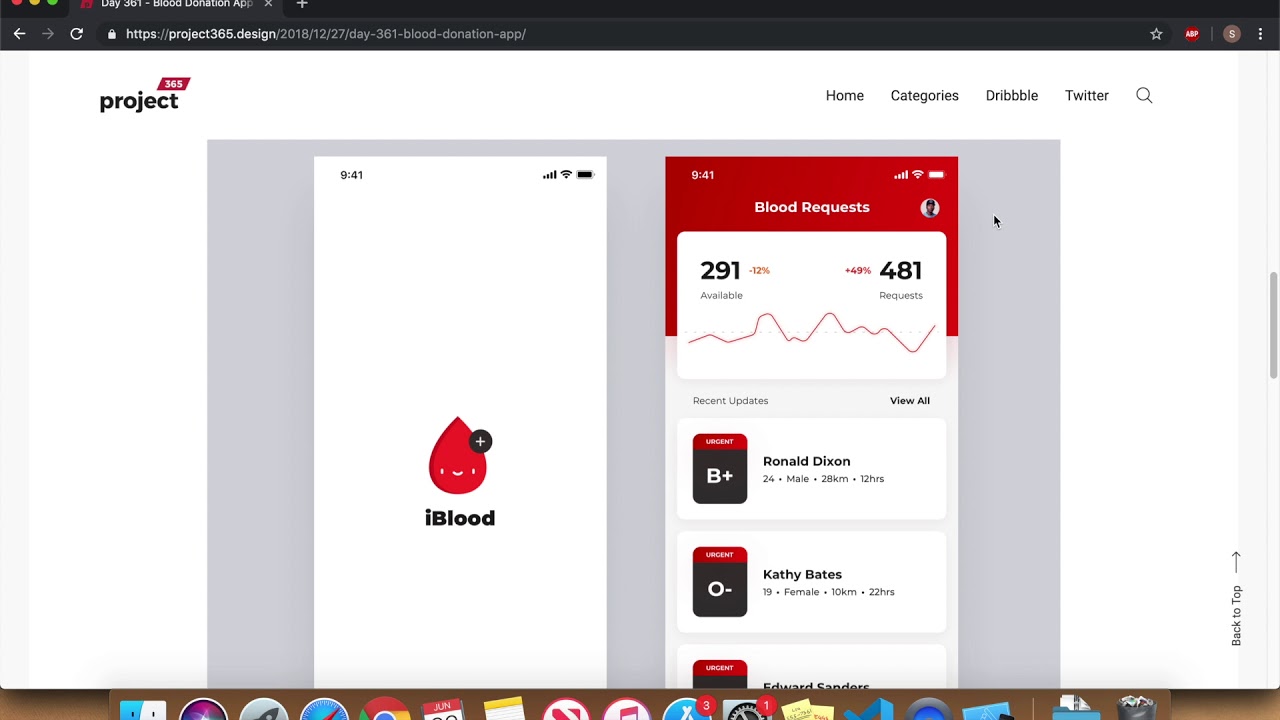 Day 361 - Blood Donation App
https://project365.design/2018/12/27/day-361-blood-donation-app/
ABP
S
365
project
Home
Categories
Dribbble
Twitter
9:41
iBlood
9:41
Blood Requests
291 -12%
+49% 481
Available
Requests
Recent Updates
View All
URGENT
B+
Ronald Dixon
24 • Male • 28km • 12hrs
URGENT
O-
Kathy Bates
19 • Female • 10km • 22hrs
URGENT
Edward Sanders
Back to Top
JUN
3
1